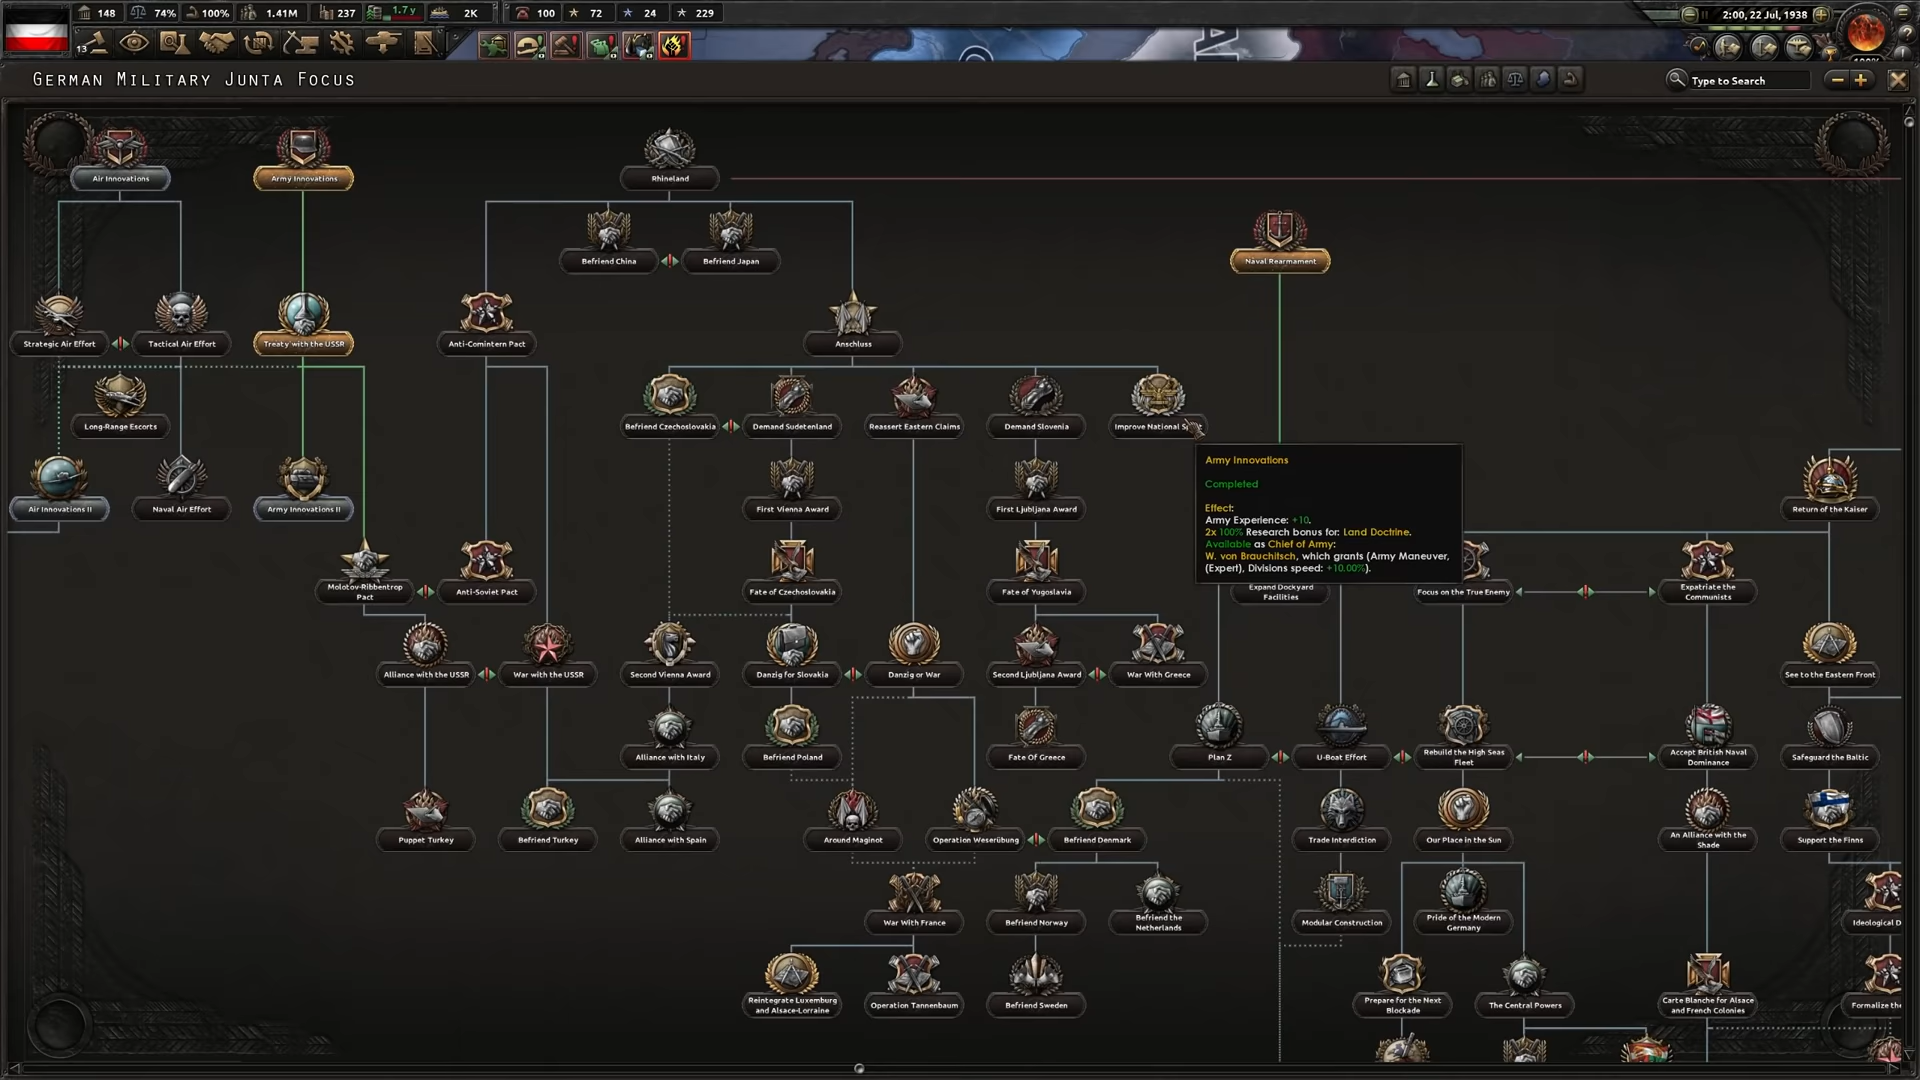 148
74%
100%
1.41M
237
1.7 y
2K
100
72
24
229
2:00, 22 Jul, 1938
13
100%
German Military Junta Focus
Type to Search
Air Innovations
Army Innovations
Rhineland
Befriend China
Befriend Japan
Naval Rearmament
Strategic Air Effort
Tactical Air Effort
Treaty with the USSR
Anti-Comintern Pact
Anschluss
Long-Range Escorts
Befriend Czechoslovakia
Demand Sudetenland
Reassert Eastern Claims
Demand Slovenia
Improve National
Army Innovations
Completed
Effect:
Army Experience: +10.
2x 100% Research bonus for: Land Doctrine.
Available as Chief of Army:
W. von Brauchitsch, which grants (Army Maneuver,
(Expert), Divisions speed: +10.00%).
Air Innovations II
Naval Air Effort
Army Innovations II
First Vienna Award
First Ljubljana Award
Return of the Kaiser
Molotov-Ribbentrop
Pact
Anti-Soviet Pact
Fate of Czechoslovakia
Fate of Yugoslavia
Expand Dockyard
Facilities
Focus on the True Enemy
Expatriate the
Communists
Alliance with the USSR
War with the USSR
Second Vienna Award
Danzig for Slovakia
Danzig or War
Second Ljubljana Award
War With Greece
See to the Eastern Front
Alliance with Italy
Befriend Poland
Fate Of Greece
Plan Z
U-Boat Effort
Rebuild the High Seas
Fleet
Accept British Naval
Dominance
Safeguard the Baltic
Puppet Turkey
Befriend Turkey
Alliance with Spain
Around Maginot
Operation Weserübung
Befriend Denmark
Trade Interdiction
Our Place in the Sun
An Alliance with the
Shade
Support the Finns
War With France
Befriend Norway
Befriend the
Netherlands
Modular Construction
Pride of the Modern
Germany
Ideological D
Reintegrate Luxemburg
and Alsace-Lorraine
Operation Tannenbaum
Befriend Sweden
Prepare for the Next
Blockade
The Central Powers
Carte Blanche for Alsace
and French Colonies
Formalize the